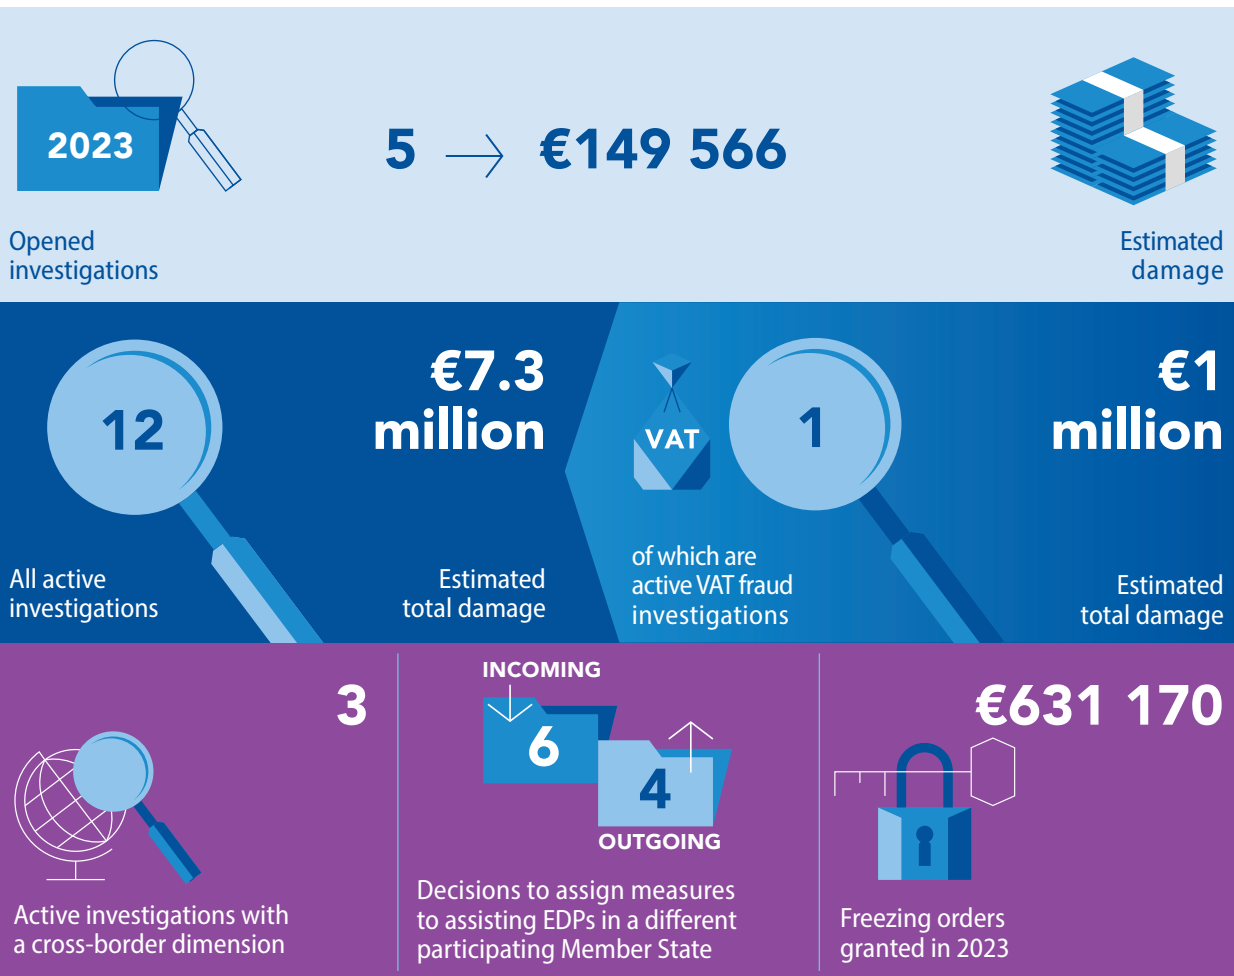 2023
5 → €149 566
Opened
investigations
Estimated
damage
12
€7.3
million
All active
investigations
Estimated
total damage
VAT
1
€1
million
of which are
active VAT fraud
investigations
Estimated
total damage
3
Active investigations with
a cross-border dimension
INCOMING
6
4
OUTGOING
Decisions to assign measures
to assisting EDPs in a different
participating Member State
€631 170
Freezing orders
granted in 2023